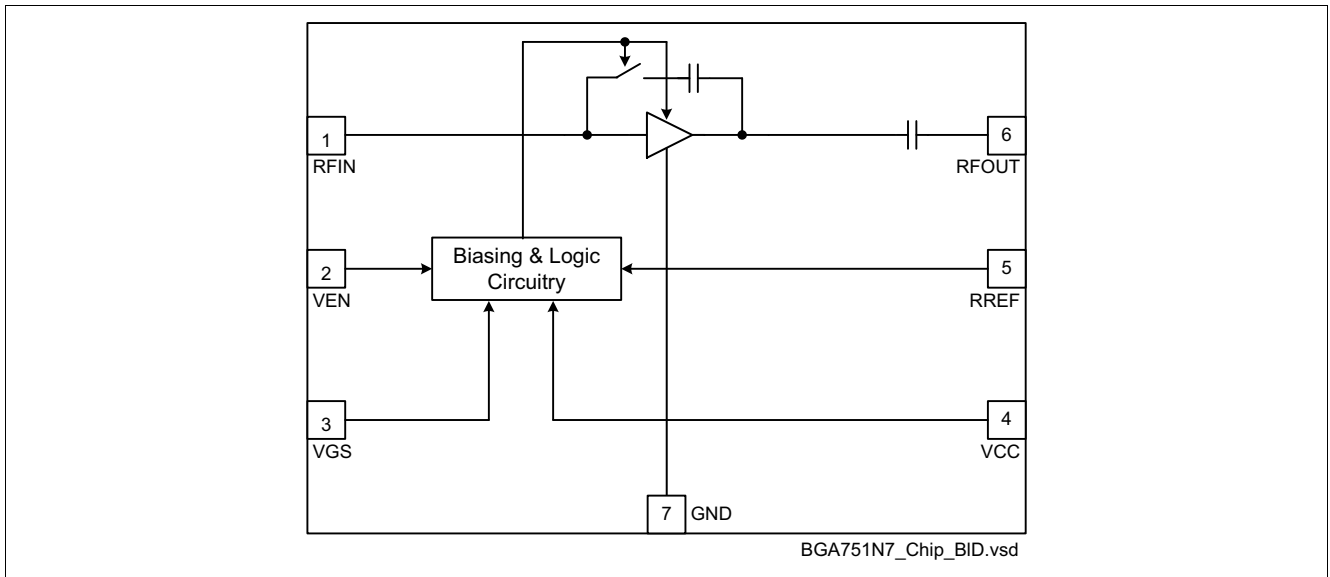 1
RFIN
6
RFOUT
Biasing & Logic
Circuitry
2
VEN
5
RREF
3
VGS
4
VCC
7
GND
BGA751N7_Chip_BID.vsd